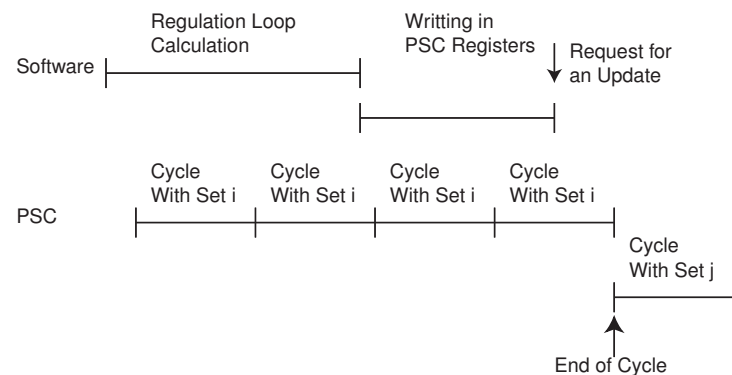 Regulation Loop
Calculation
Writting in
PSC Registers
Request for
an Update
Software
Cycle
With Set i
Cycle
With Set i
Cycle
With Set i
Cycle
With Set i
PSC
Cycle
With Set j
End of Cycle